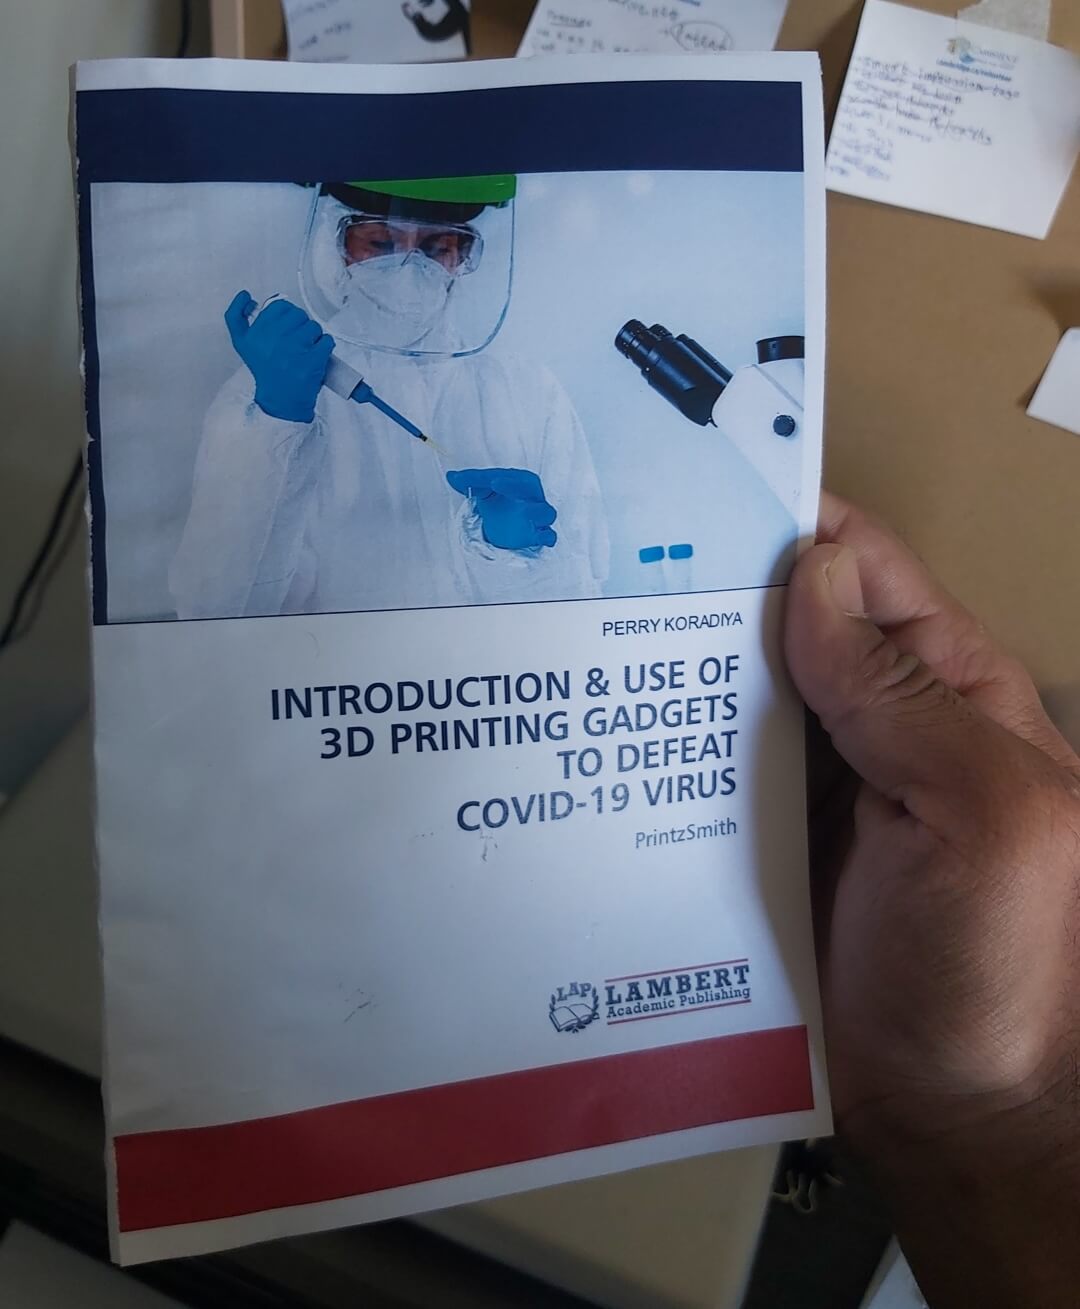 PERRY KORADIYA
INTRODUCTION & USE OF
3D PRINTING GADGETS
TO DEFEAT
COVID-19 VIRUS
PrintzSmith
LAP
LAMBERT
Academic Publishing